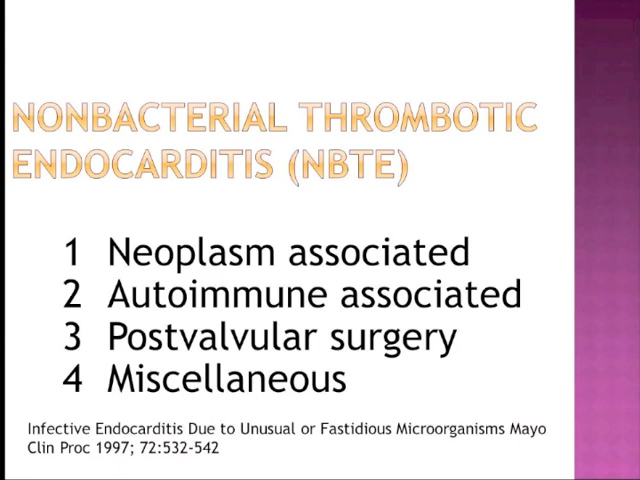 NONBACTERIAL THROMBOTIC
ENDOCARDITIS (NBTE)
1 Neoplasm associated
2 Autoimmune associated
3 Postvalvular surgery
4 Miscellaneous
Infective Endocarditis Due to Unusual or Fastidious Microorganisms Mayo
Clin Proc 1997; 72:532-542